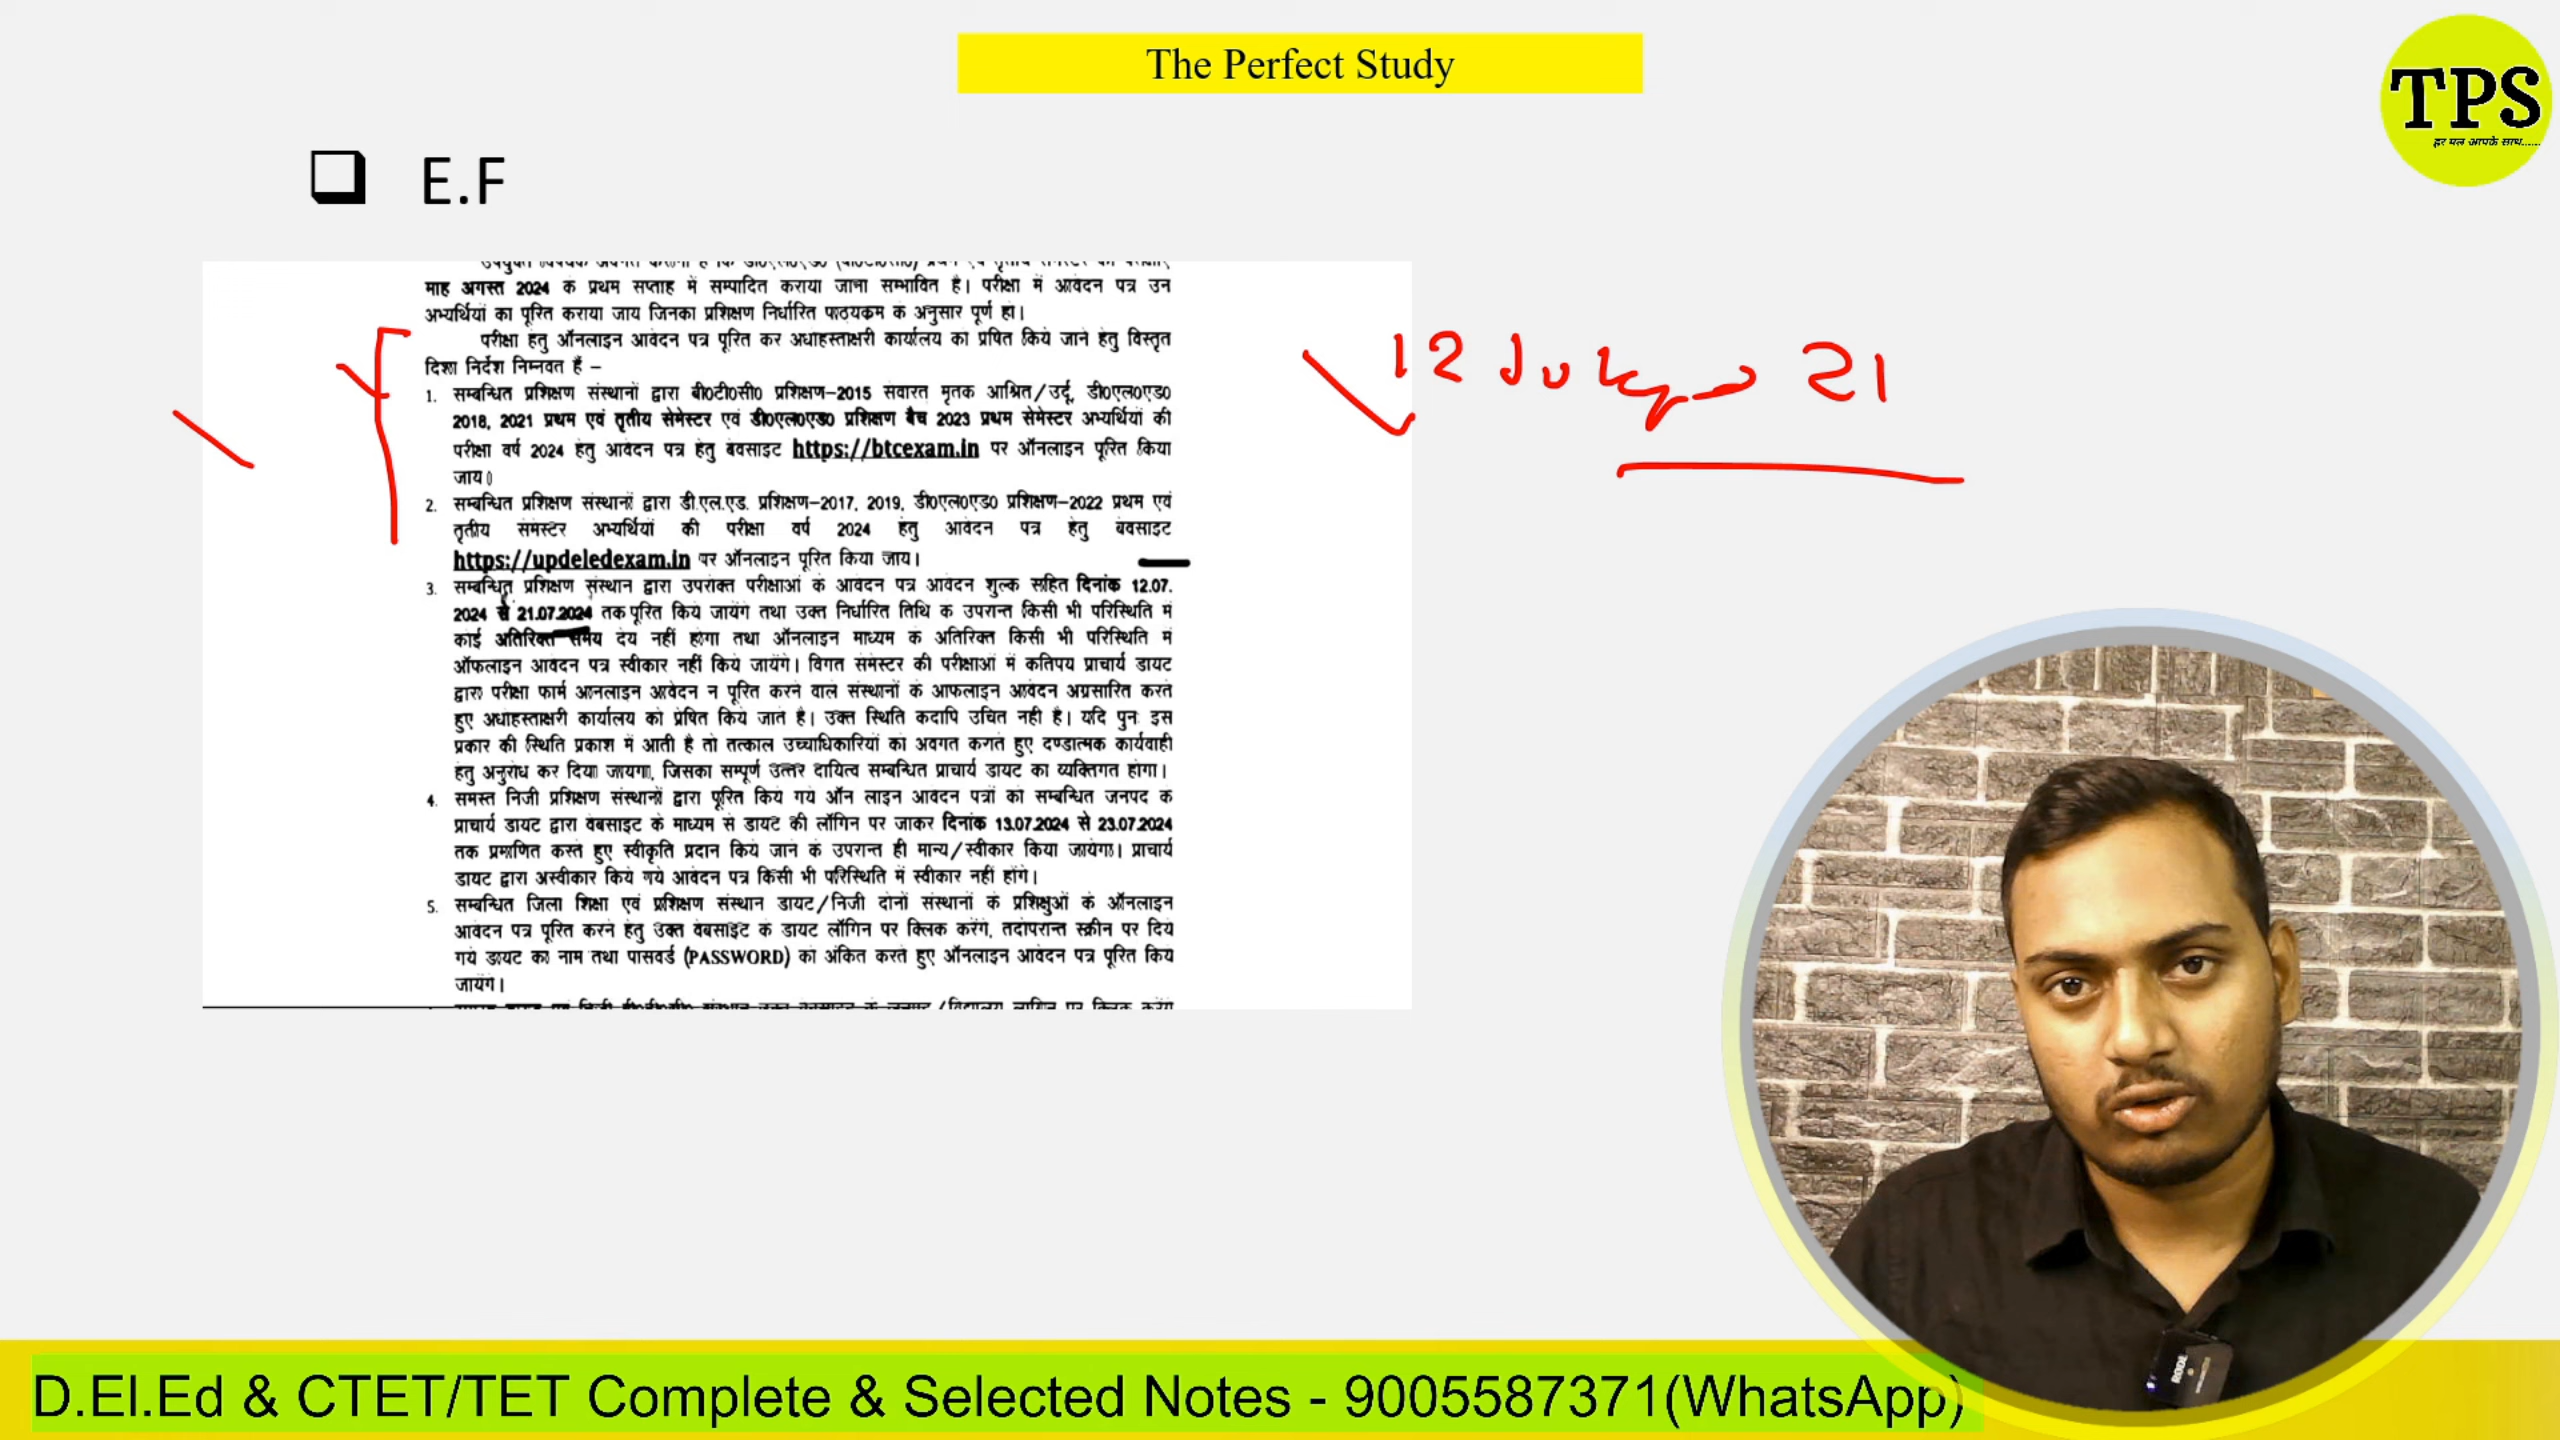 The Perfect Study
TPS
हर पल आपके साथ......
❑ E.F
12 July → 21
माह अगस्त 2024 के प्रथम सप्ताह में सम्पादित कराया जाना सम्भावित है। परीक्षा में आवेदन पत्र उन
अभ्यर्थियों का पूरित कराया जाय जिनका प्रशिक्षण निर्धारित पाठयक्रम के अनुसार पूर्ण हो।
परीक्षा हेतु ऑनलाइन आवेदन पत्र पूरित कर अधोहस्ताक्षरी कार्यालय को प्रेषित किये जाने हेतु विस्तृत
दिशा निर्देश निम्नवत हैं –
1. सम्बन्धित प्रशिक्षण संस्थानों द्वारा बी0टी0सी0 प्रशिक्षण-2015 सेवारत मृतक आश्रित/उर्दू, डी0एल0एड0
2018, 2021 प्रथम एवं तृतीय सेमेस्टर एवं डी0एल0एड0 प्रशिक्षण बैच 2023 प्रथम सेमेस्टर अभ्यर्थियों की
परीक्षा वर्ष 2024 हेतु आवेदन पत्र हेतु वेबसाइट https://btcexam.in पर ऑनलाइन पूरित किया
जाय।
2. सम्बन्धित प्रशिक्षण संस्थानों द्वारा डी.एल.एड. प्रशिक्षण-2017, 2019, डी0एल0एड0 प्रशिक्षण-2022 प्रथम एवं
तृतीय सेमेस्टर अभ्यर्थियों की परीक्षा वर्ष 2024 हेतु आवेदन पत्र हेतु वेबसाइट
https://updeledexam.in पर ऑनलाइन पूरित किया जाय।
3. सम्बन्धित प्रशिक्षण संस्थान द्वारा उपरोक्त परीक्षाओं के आवेदन पत्र आवेदन शुल्क सहित दिनांक 12.07.
2024 से 21.07.2024 तक पूरित किये जायेंगे तथा उक्त निर्धारित तिथि के उपरान्त किसी भी परिस्थिति में
कोई अतिरिक्त समय देय नहीं होगा तथा ऑनलाइन माध्यम के अतिरिक्त किसी भी परिस्थिति में
ऑफलाइन आवेदन पत्र स्वीकार नहीं किये जायेंगे। विगत सेमेस्टर की परीक्षाओं में कतिपय प्राचार्य डायट
द्वारा परीक्षा फार्म आनलाइन आवेदन न पूरित करने वाले संस्थानों के आफलाइन आवेदन अग्रसारित करते
हुए अधोहस्ताक्षरी कार्यालय को प्रेषित किये जाते है। उक्त स्थिति कदापि उचित नही है। यदि पुनः इस
प्रकार की स्थिति प्रकाश में आती है तो तत्काल उच्चाधिकारियों को अवगत कराते हुए दण्डात्मक कार्यवाही
हेतु अनुरोध कर दिया जायेगा, जिसका सम्पूर्ण उत्तर दायित्व सम्बन्धित प्राचार्य डायट का व्यक्तिगत होगा।
4. समस्त निजी प्रशिक्षण संस्थानों द्वारा पूरित किये गये ऑन लाइन आवेदन पत्रों को सम्बन्धित जनपद के
प्राचार्य डायट द्वारा वेबसाइट के माध्यम से डायट की लॉगिन पर जाकर दिनांक 13.07.2024 से 23.07.2024
तक प्रमाणित करते हुए स्वीकृति प्रदान किये जाने के उपरान्त ही मान्य/स्वीकार किया जायेगा। प्राचार्य
डायट द्वारा अस्वीकार किये गये आवेदन पत्र किसी भी परिस्थिति में स्वीकार नहीं होंगे।
5. सम्बन्धित जिला शिक्षा एवं प्रशिक्षण संस्थान डायट/निजी दोनों संस्थानों के प्रशिक्षुओं के ऑनलाइन
आवेदन पत्र पूरित करने हेतु उक्त वेबसाइट के डायट लॉगिन पर क्लिक करेंगे, तदोपरान्त स्क्रीन पर दिये
गये डायट का नाम तथा पासवर्ड (PASSWORD) को अंकित करते हुए ऑनलाइन आवेदन पत्र पूरित किये
जायेंगे।
D.El.Ed & CTET/TET Complete & Selected Notes - 9005587371(WhatsApp)